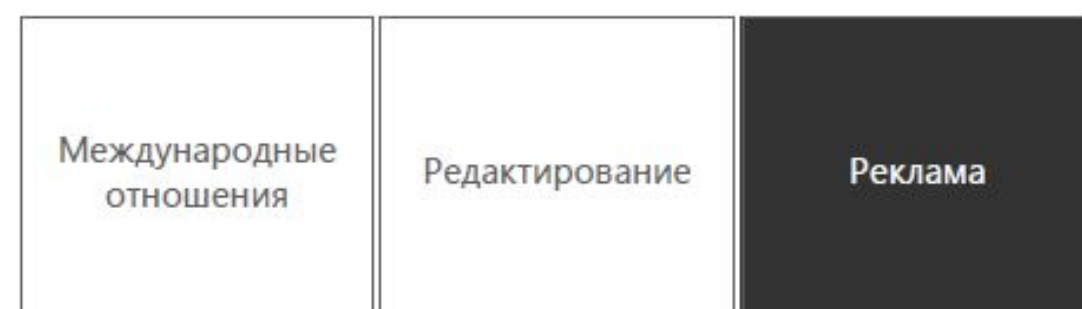 Международные
отношения
Редактирование
Реклама